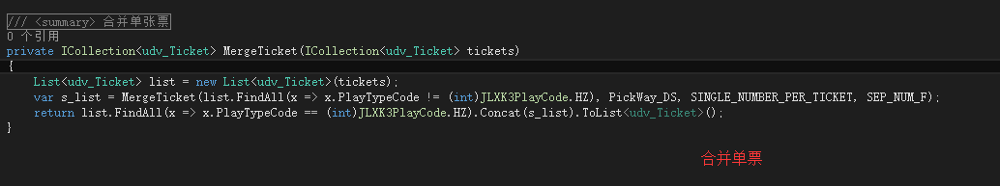 /// <summary> 合并单张票
0 个引用
private ICollection<udv_Ticket> MergeTicket(ICollection<udv_Ticket> tickets)
{
List<udv_Ticket> list = new List<udv_Ticket>(tickets);
var s_list = MergeTicket(list.FindAll(x => x.PlayTypeCode != (int)JLXK3PlayCode.HZ), PickWay_DS, SINGLE_NUMBER_PER_TICKET, SEP_NUM_F);
return list.FindAll(x => x.PlayTypeCode == (int)JLXK3PlayCode.HZ).Concat(s_list).ToList<udv_Ticket>();
}
合并单票